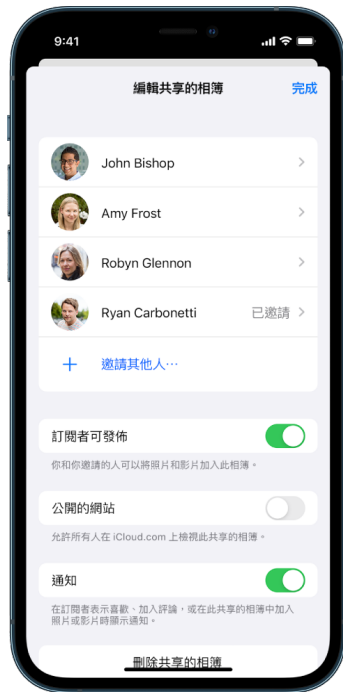 9:41
編輯共享的相簿
完成
John Bishop
Amy Frost
Robyn Glennon
Ryan Carbonetti
已邀請
邀請其他人⋯
訂閱者可發佈
你和你邀請的人可以將照片和影片加入此相簿。
公開的網站
允許所有人在 iCloud.com 上檢視此共享的相簿。
通知
在訂閱者表示喜歡、加入評論，或在此共享的相簿中加入
照片或影片時顯示通知。
刪除共享的相簿